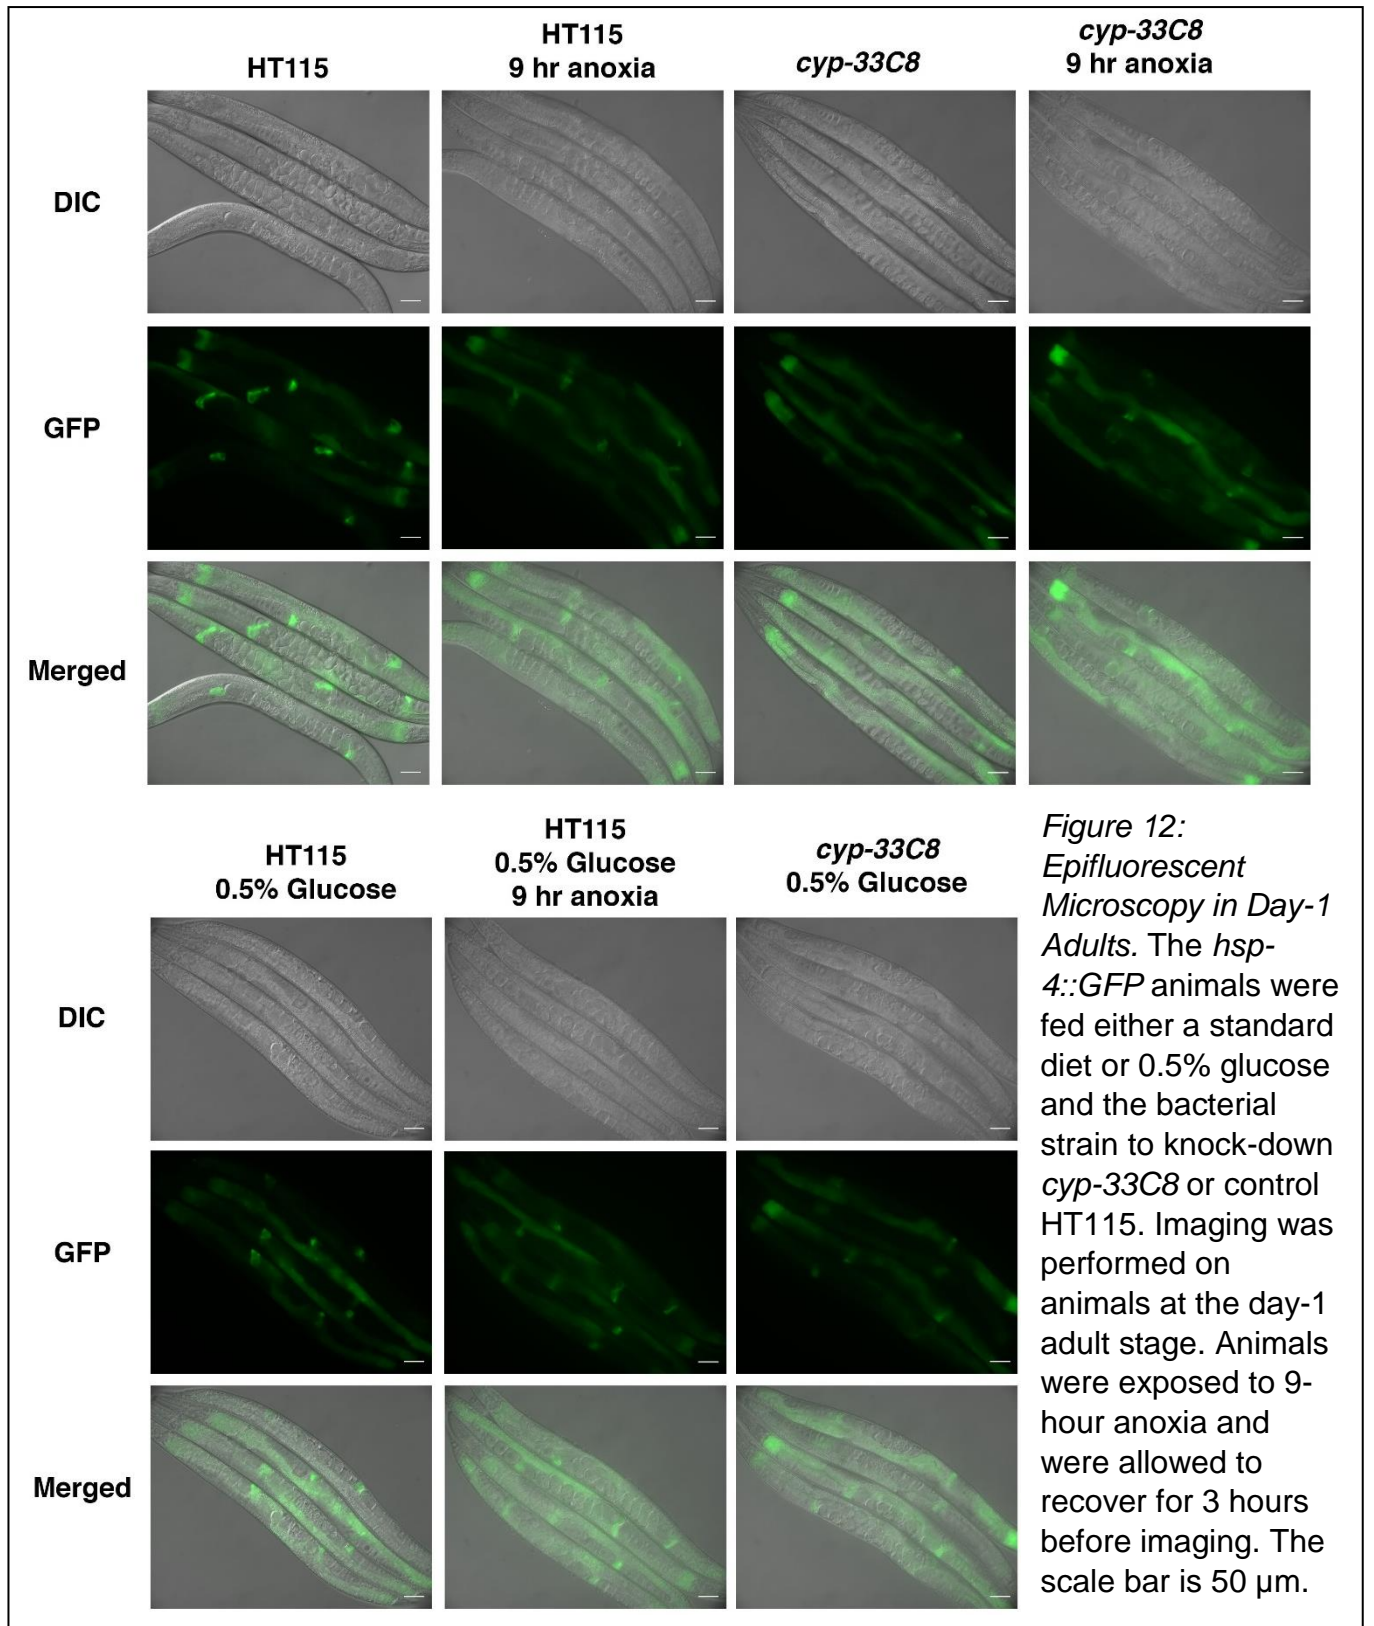 HT115
HT115
9 hr anoxia
cyp-33C8
cyp-33C8
9 hr anoxia
DIC
GFP
Merged
HT115
0.5% Glucose
HT115
0.5% Glucose
9 hr anoxia
cyp-33C8
0.5% Glucose
DIC
GFP
Merged
Figure 12:
Epifluorescent
Microscopy in Day-1
Adults. The hsp-
4::GFP animals were
fed either a standard
diet or 0.5% glucose
and the bacterial
strain to knock-down
cyp-33C8 or control
HT115. Imaging was
performed on
animals at the day-1
adult stage. Animals
were exposed to 9-
hour anoxia and
were allowed to
recover for 3 hours
before imaging. The
scale bar is 50 µm.